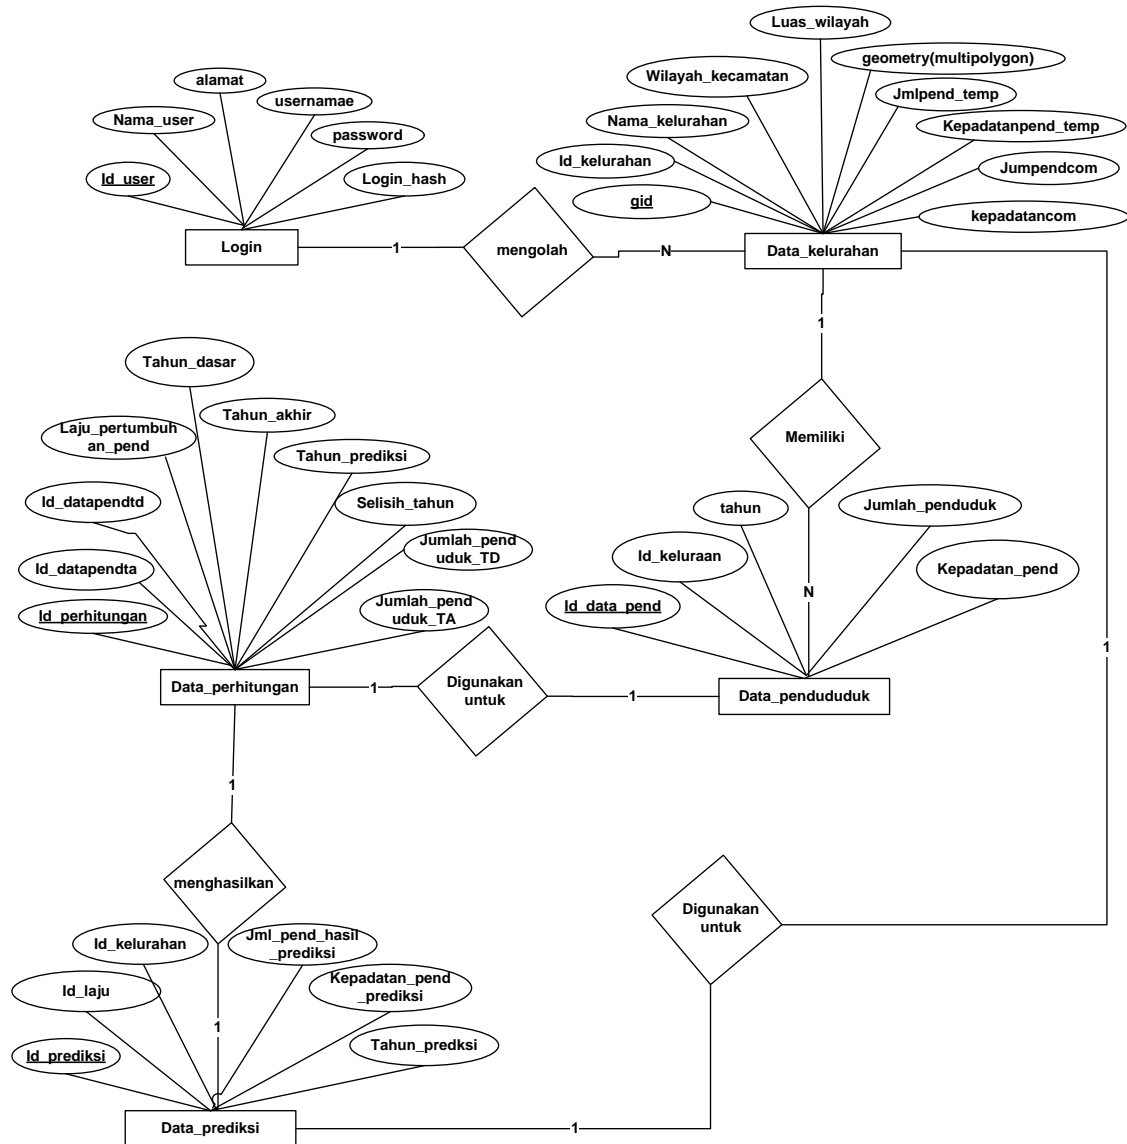 Luas_wilayah
geometry(multipolygon)
Wilayah_kecamatan
Jmlpend_temp
Nama_kelurahan
Kepadatanpend_temp
Id_kelurahan
Jumpendcom
gid
kepadatancom
alamat
usernamae
Nama_user
password
Id_user
Login_hash
Login
1
mengolah
N
Data_kelurahan
1
Memiliki
N
Tahun_dasar
Tahun_akhir
Laju_pertumbuh
an_pend
Tahun_prediksi
Id_datapendtd
Selisih_tahun
Jumlah_pend
uduk_TD
Id_datapendta
Id_perhitungan
Jumlah_pend
uduk_TA
tahun
Jumlah_penduduk
Id_keluraan
Kepadatan_pend
Id_data_pend
1
Data_perhitungan
1
Digunakan
untuk
1
Data_pendududuk
1
menghasilkan
1
Id_kelurahan
Jml_pend_hasil
_prediksi
Id_laju
Kepadatan_pend
_prediksi
Id_prediksi
Tahun_predksi
Digunakan
untuk
Data_prediksi
1